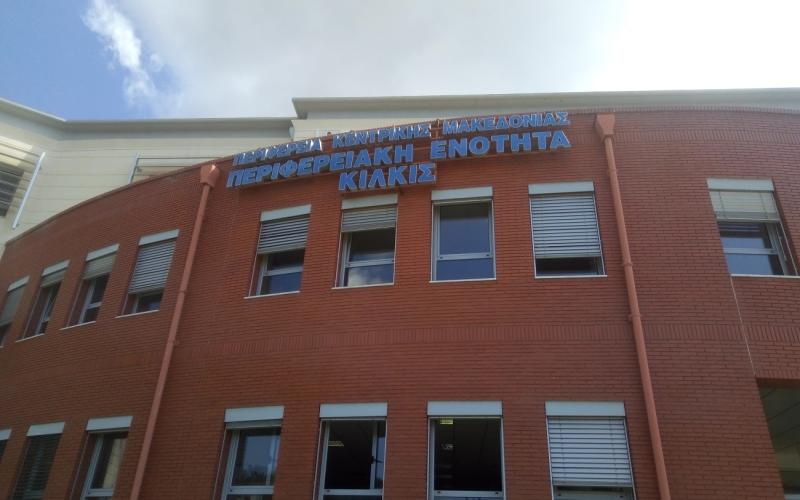 ΠΕΡΙΦΕΡΕΙΑ ΚΕΝΤΡΙΚΗΣ ΜΑΚΕΔΟΝΙΑΣ
ΠΕΡΙΦΕΡΕΙΑΚΗ ΕΝΟΤΗΤΑ
ΚΙΛΚΙΣ